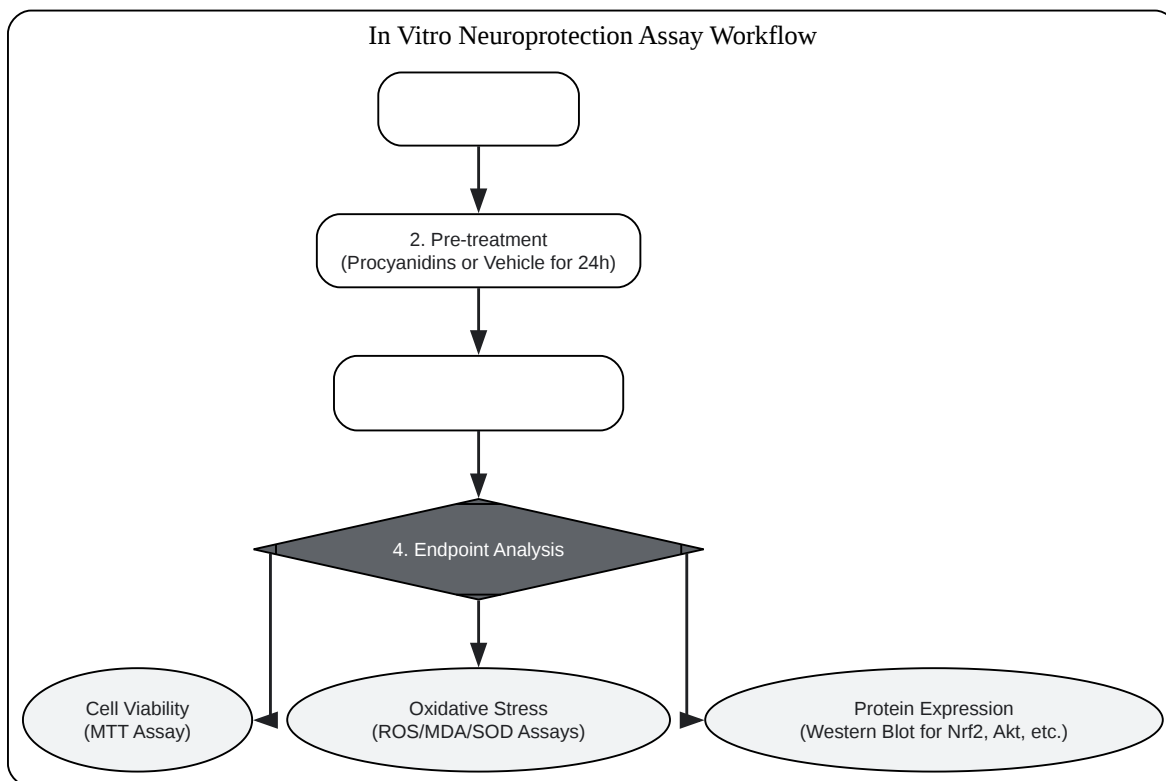 In Vitro Neuroprotection Assay Workflow
2. Pre-treatment
(Procyanidins or Vehicle for 24h)
4. Endpoint Analysis
Cell Viability
(MTT Assay)
Oxidative Stress
(ROS/MDA/SOD Assays)
Protein Expression
(Western Blot for Nrf2, Akt, etc.)